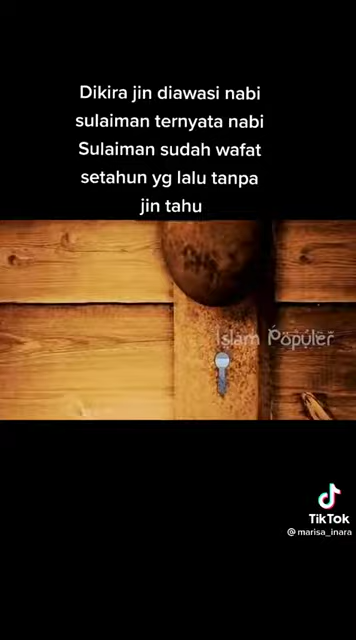 Dikira jin diawasi nabi
sulaiman ternyata nabi
Sulaiman sudah wafat
setahun yg lalu tanpa
jin tahu
Islam Populer
TikTok
@ marisa_inara